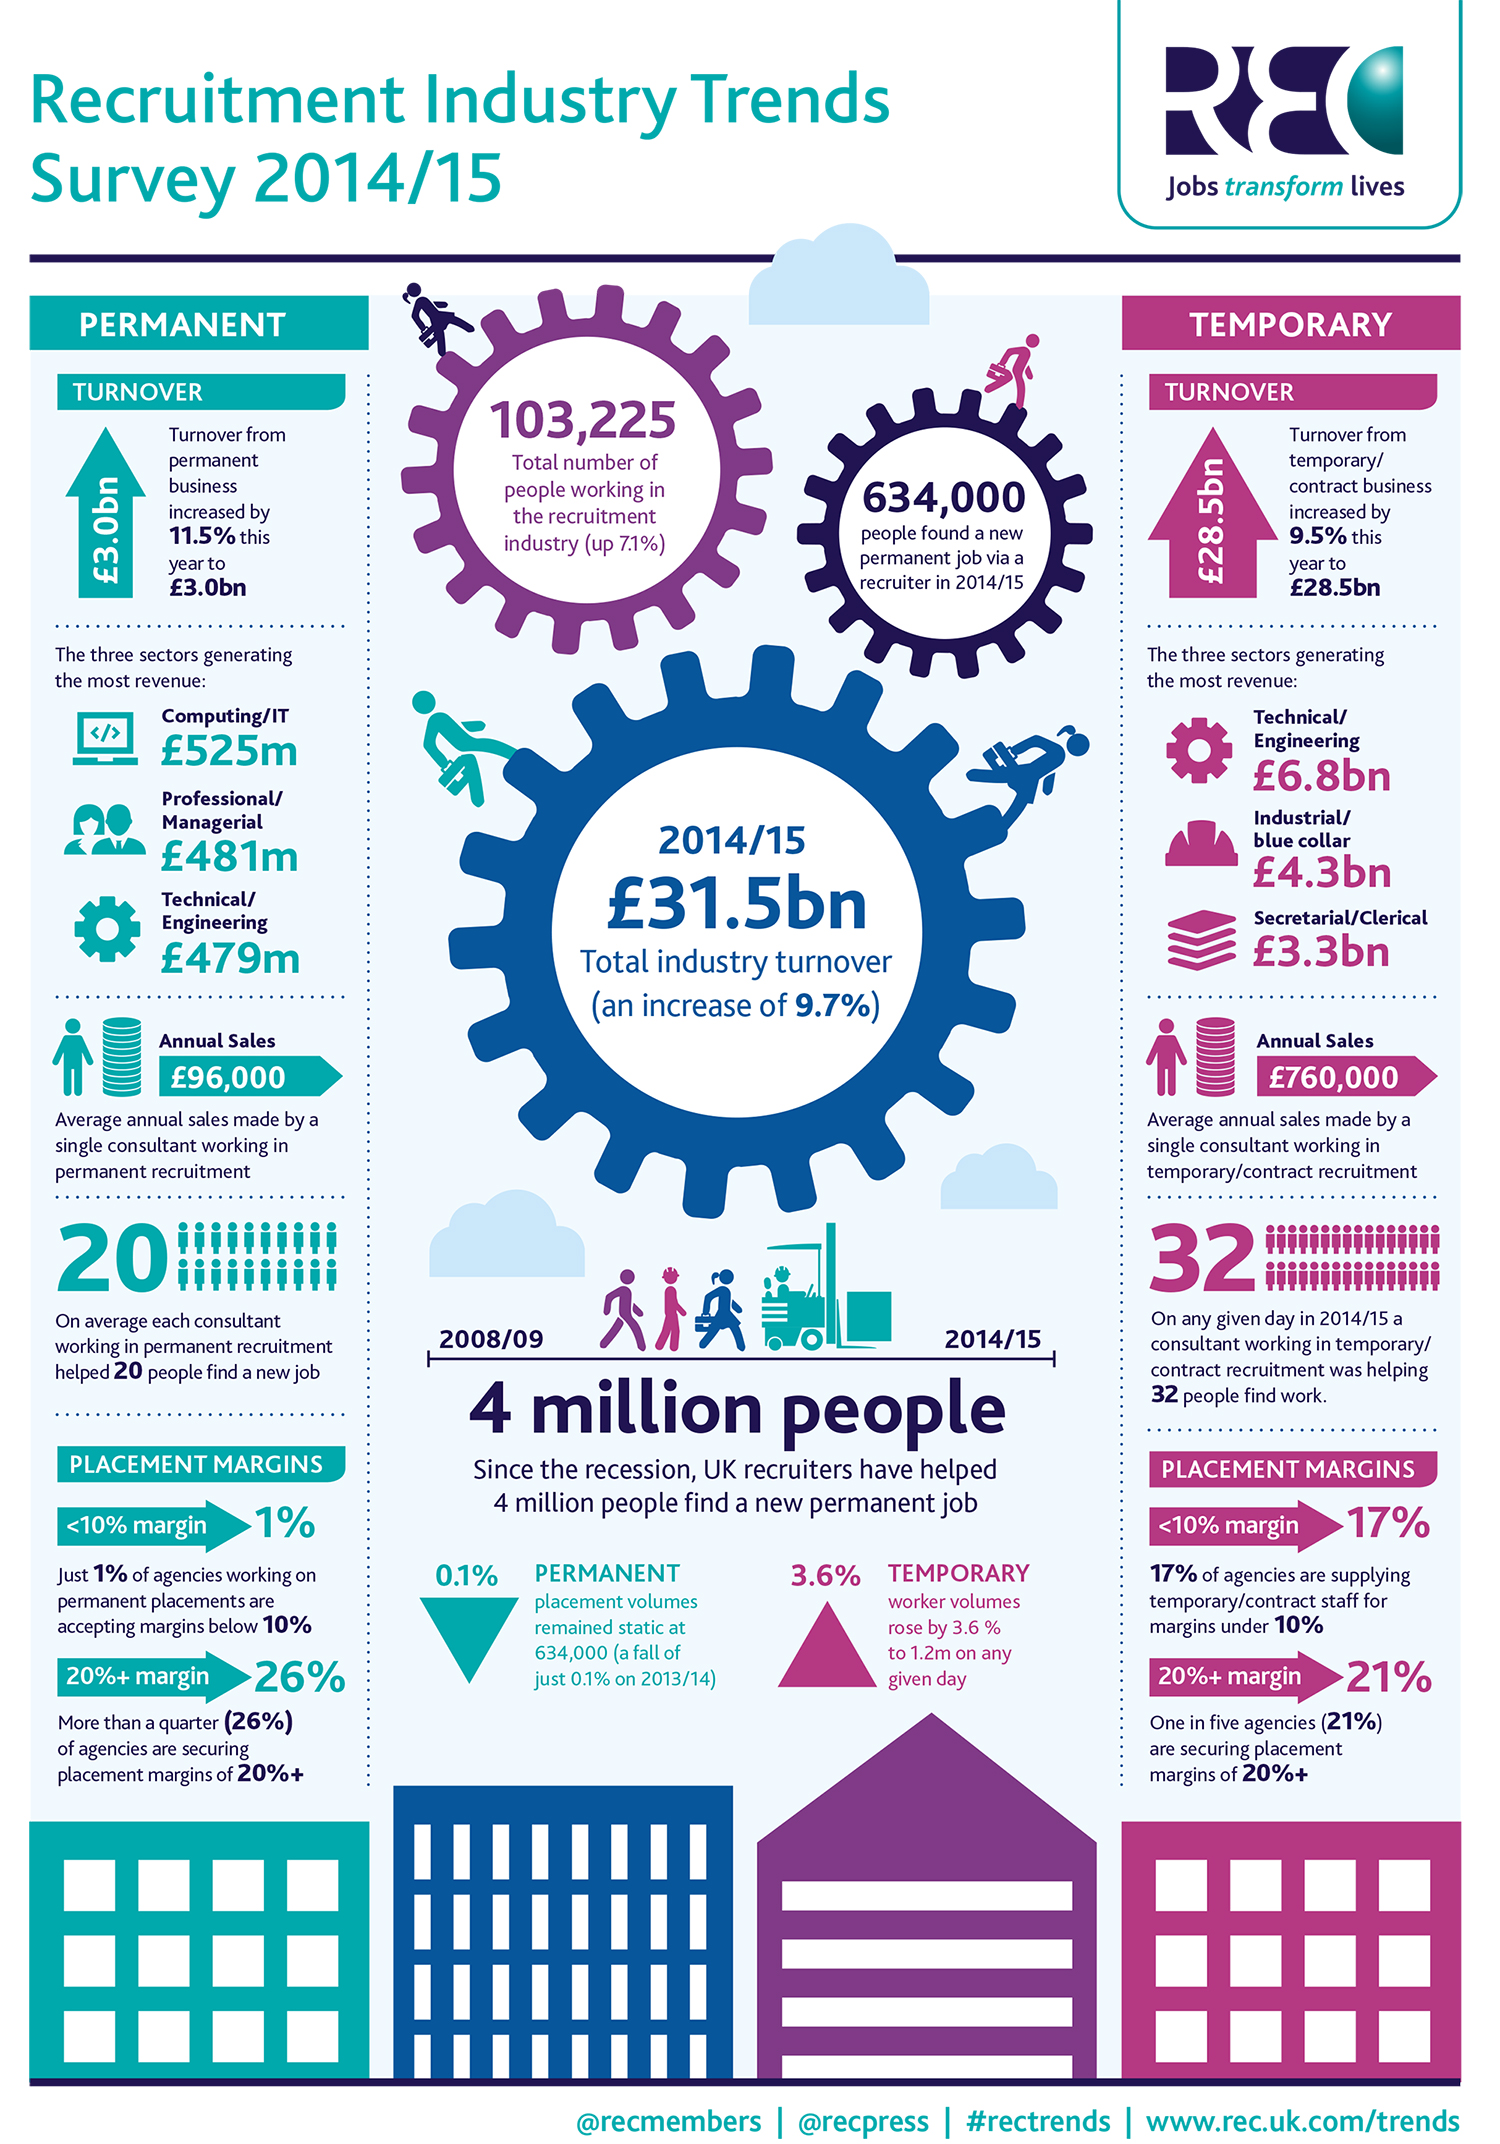 Recruitment Industry Trends
Survey 2014/15
REC
Jobs transform lives
PERMANENT
TURNOVER
£3.0bn
Turnover from
permanent
business
increased by
11.5% this
year to
£3.0bn
The three sectors generating
the most revenue:
</>
Computing/IT
£525m
Professional/
Managerial
£481m
Technical/
Engineering
£479m
Annual Sales
£96,000
Average annual sales made by a
single consultant working in
permanent recruitment
20
On average each consultant
working in permanent recruitment
helped 20 people find a new job
PLACEMENT MARGINS
<10% margin
1%
Just 1% of agencies working on
permanent placements are
accepting margins below 10%
20%+ margin
26%
More than a quarter (26%)
of agencies are securing
placement margins of 20%+
103,225
Total number of
people working in
the recruitment
industry (up 7.1%)
634,000
people found a new
permanent job via a
recruiter in 2014/15
2014/15
£31.5bn
Total industry turnover
(an increase of 9.7%)
2008/09
2014/15
4 million people
Since the recession, UK recruiters have helped
4 million people find a new permanent job
0.1%
PERMANENT
placement volumes
remained static at
634,000 (a fall of
just 0.1% on 2013/14)
3.6%
TEMPORARY
worker volumes
rose by 3.6 %
to 1.2m on any
given day
TEMPORARY
TURNOVER
£28.5bn
Turnover from
temporary/
contract business
increased by
9.5% this
year to
£28.5bn
The three sectors generating
the most revenue:
Technical/
Engineering
£6.8bn
Industrial/
blue collar
£4.3bn
Secretarial/Clerical
£3.3bn
Annual Sales
£760,000
Average annual sales made by a
single consultant working in
temporary/contract recruitment
32
On any given day in 2014/15 a
consultant working in temporary/
contract recruitment was helping
32 people find work.
PLACEMENT MARGINS
<10% margin
17%
17% of agencies are supplying
temporary/contract staff for
margins under 10%
20%+ margin
21%
One in five agencies (21%)
are securing placement
margins of 20%+
@recmembers | @recpress | #rectrends | www.rec.uk.com/trends